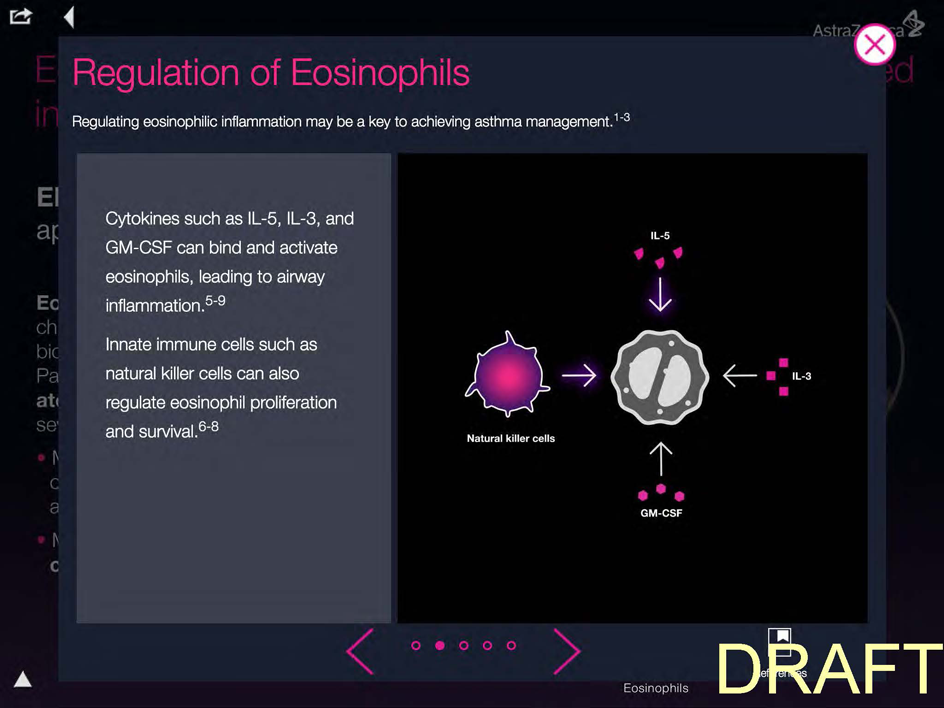 AstraZ
Regulation of Eosinophils
Regulating eosinophilic inflammation may be a key to achieving asthma management.1-3
Cytokines such as IL-5, IL-3, and
GM-CSF can bind and activate
eosinophils, leading to airway
inflammation.5-9
Innate immune cells such as
natural killer cells can also
regulate eosinophil proliferation
and survival.6-8
IL-5
IL-3
Natural killer cells
GM-CSF
References
Eosinophils
DRAFT